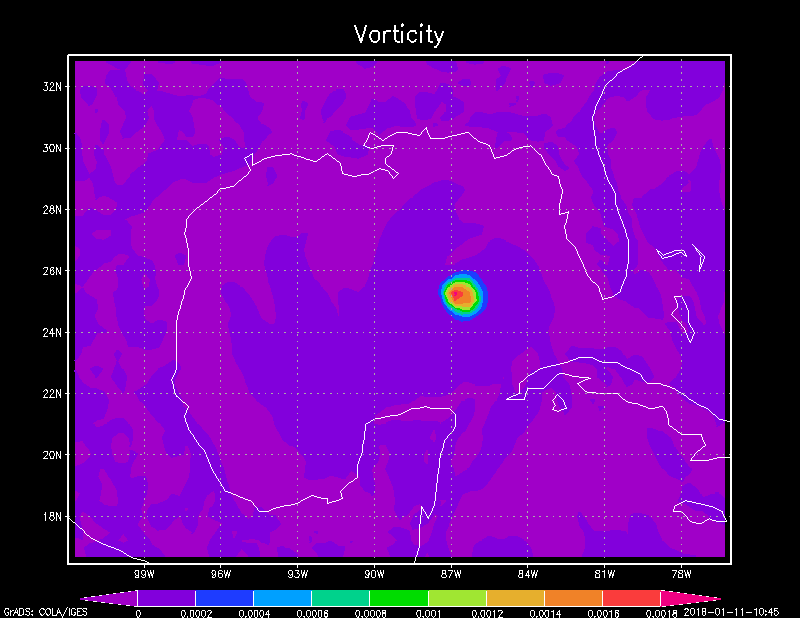 Vorticity
32N
30N
28N
26N
24N
22N
20N
18N
99W 96W 93W 90W 87W 84W 81W 78W
0 0.0002 0.0004 0.0006 0.0008 0.001 0.0012 0.0014 0.0016 0.0018
GrADS: COLA/IGES 2018-01-11-10:45